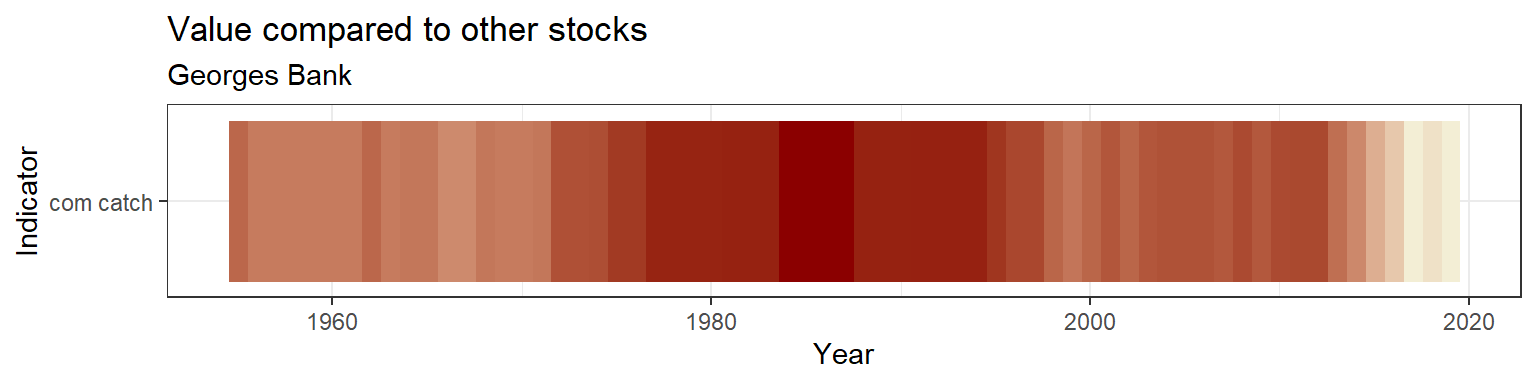 Value compared to other stocks
Georges Bank
Indicator
com catch
1960 1980 2000 2020
Year